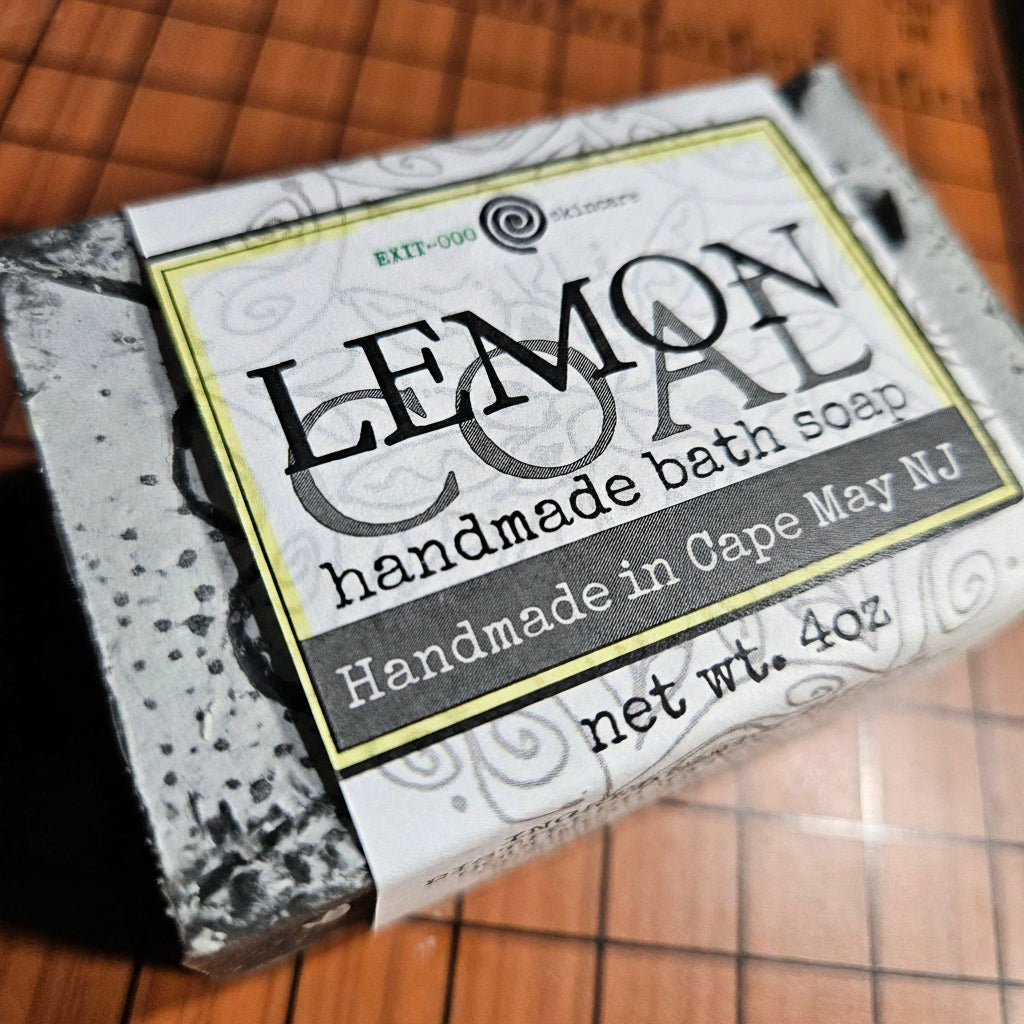 EXIT~000 skincare
LEMON
COAL
handmade bath soap
Handmade in Cape May NJ
net wt. 4oz